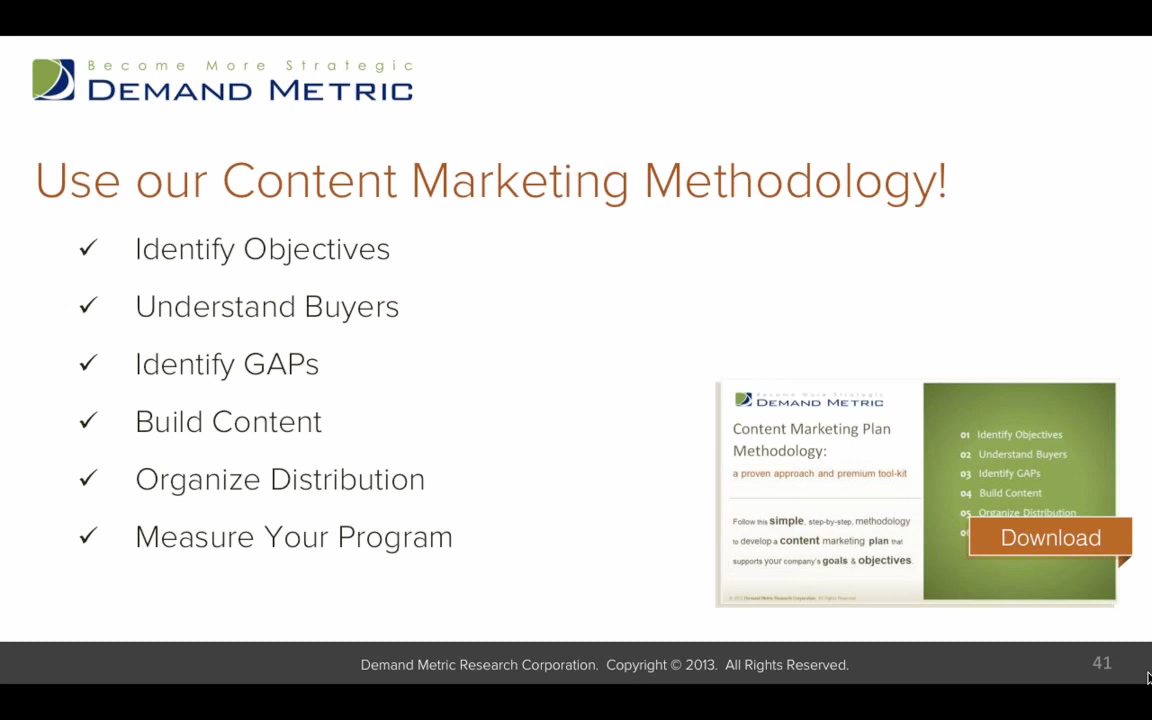 Become More Strategic
DEMAND METRIC
Use our Content Marketing Methodology!
✓ Identify Objectives
✓ Understand Buyers
✓ Identify GAPs
✓ Build Content
✓ Organize Distribution
✓ Measure Your Program
Become More Strategic
DEMAND METRIC
Content Marketing Plan
Methodology:
a proven approach and premium tool-kit
Follow this simple, step-by-step, methodology
to develop a content marketing plan that
supports your company's goals & objectives.
01 Identify Objectives
02 Understand Buyers
03 Identify GAPs
04 Build Content
05 Organize Distribution
Download
Demand Metric Research Corporation. Copyright © 2013. All Rights Reserved.
41